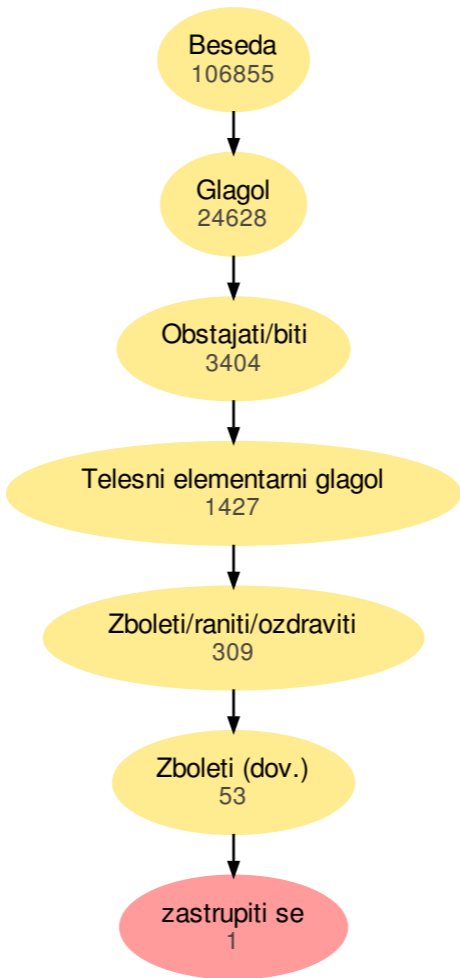 Beseda
106855
Glagol
24628
Obstajati/biti
3404
Telesni elementarni glagol
1427
Zboleti/raniti/ozdraviti
309
Zboleti (dov.)
53
zastrupiti se
1